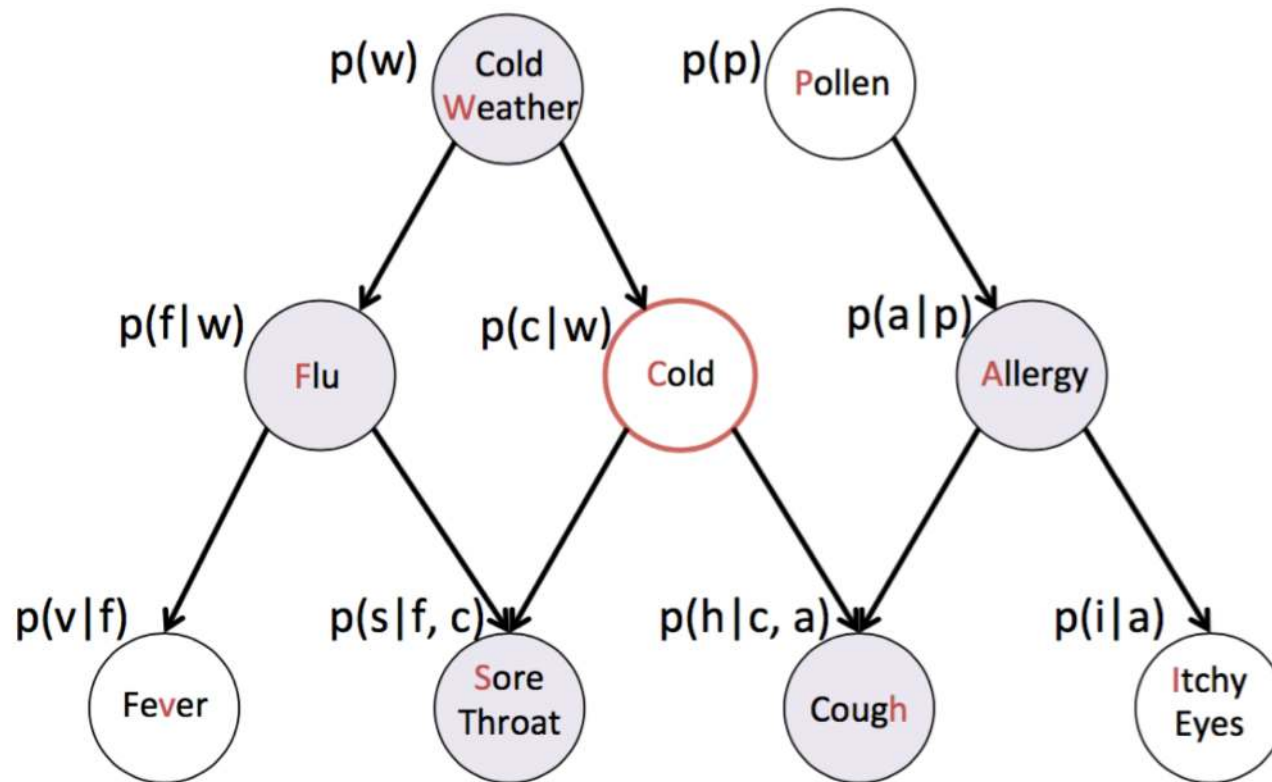 p(w)
Cold
Weather
p(p)
Pollen
p(f|w)
Flu
p(c|w)
Cold
p(a|p)
Allergy
p(v|f)
Fever
p(s|f, c)
Sore
Throat
p(h|c, a)
Cough
p(i|a)
Itchy
Eyes